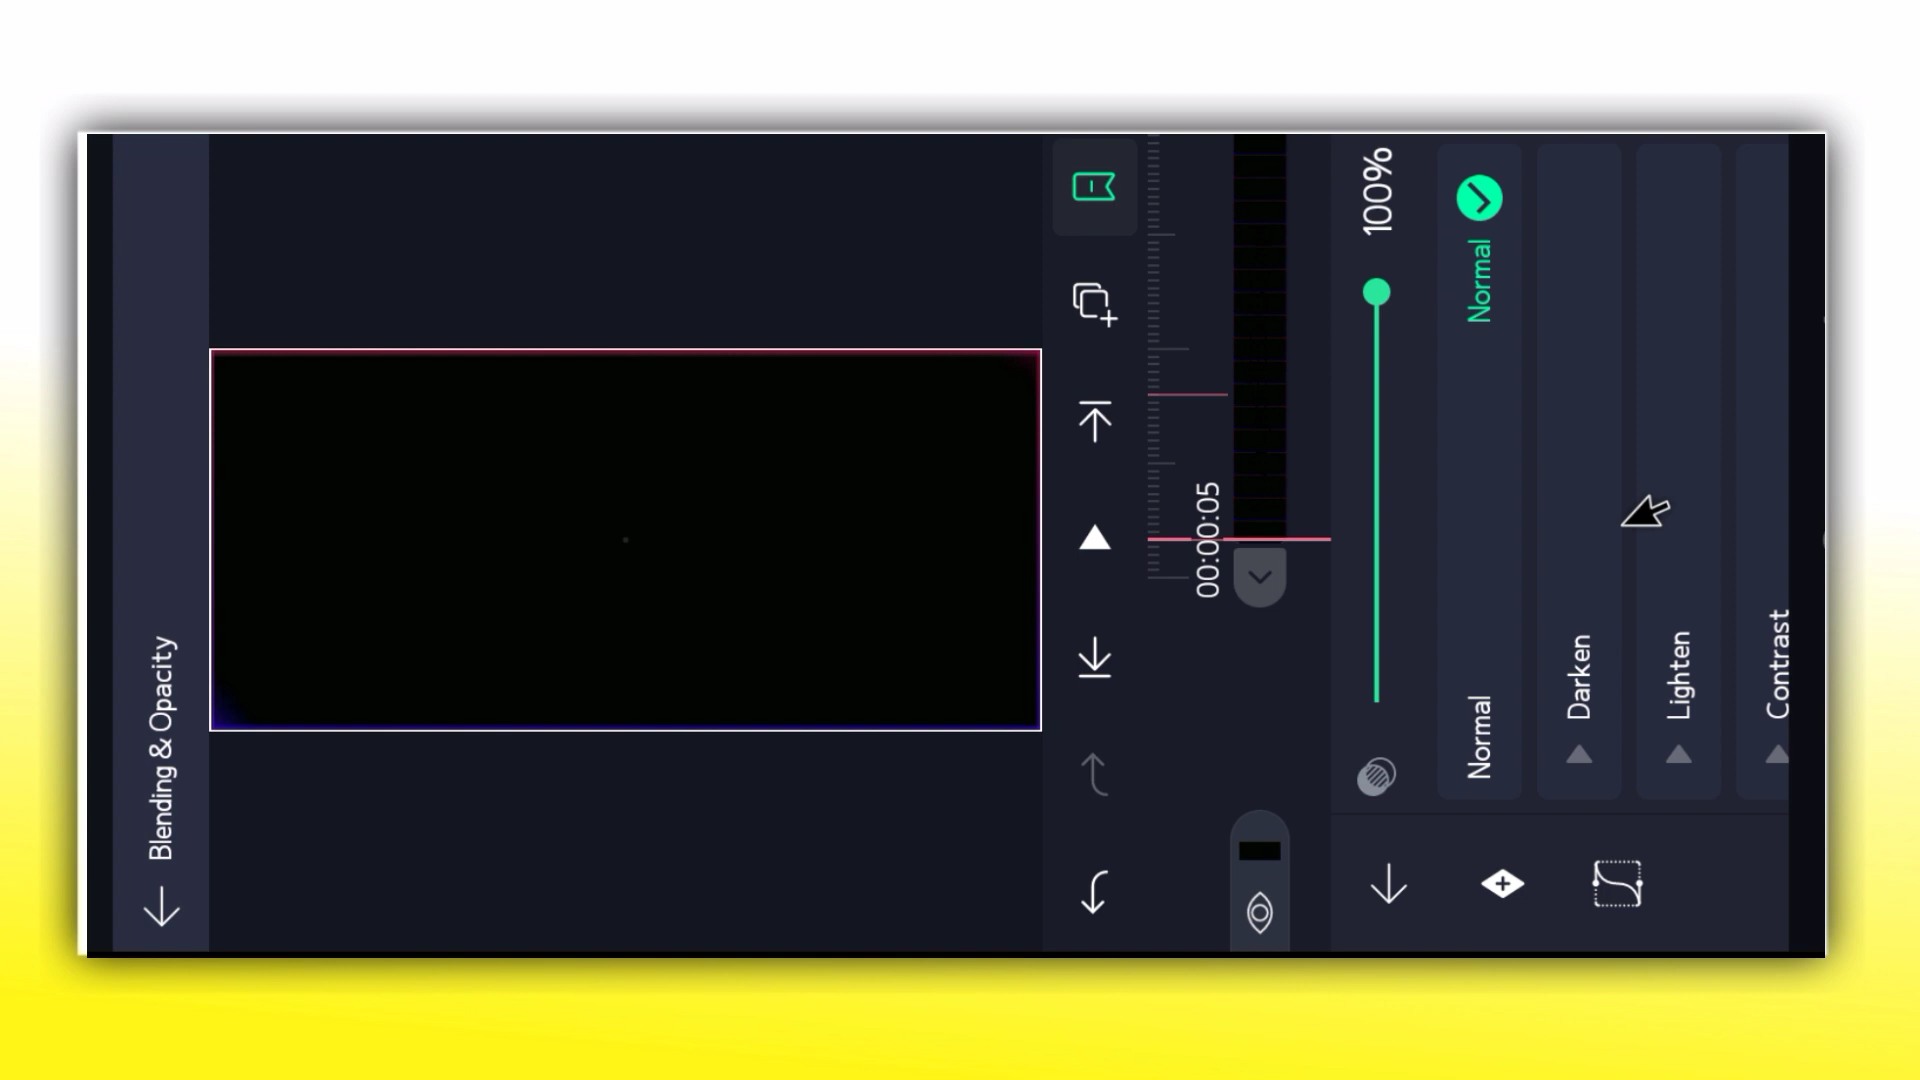 Blending & Opacity
00:00:05
100%
Normal Normal
Darken
Lighten
Contrast